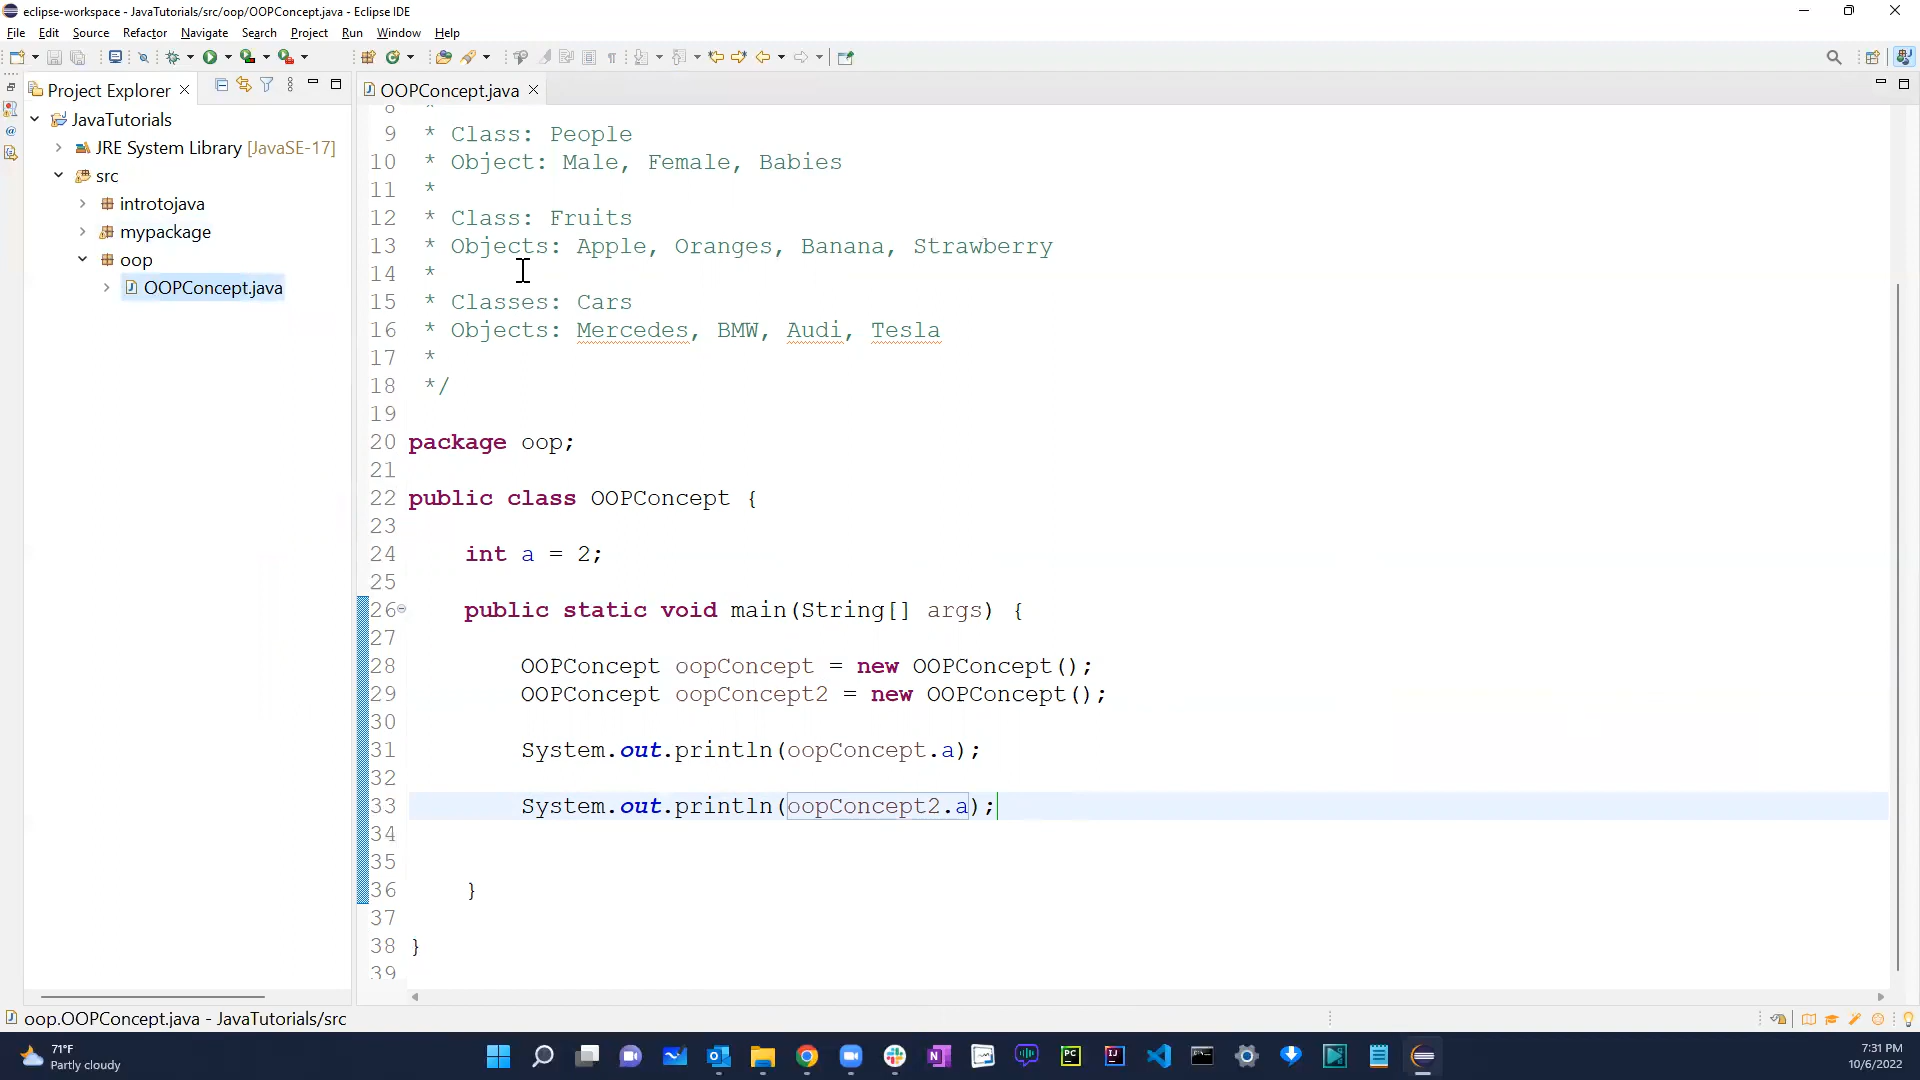 eclipse-workspace - JavaTutorials/src/oop/OOPConcept.java - Eclipse IDE
File Edit Source Refactor Navigate Search Project Run Window Help
Project Explorer
OOPConcept.java
JavaTutorials
JRE System Library [JavaSE-17]
src
introtojava
mypackage
oop
OOPConcept.java
8 *
9 * Class: People
10 * Object: Male, Female, Babies
11 *
12 * Class: Fruits
13 * Objects: Apple, Oranges, Banana, Strawberry
14 *
15 * Classes: Cars
16 * Objects: Mercedes, BMW, Audi, Tesla
17 *
18 */
19
20 package oop;
21
22 public class OOPConcept {
23
24 int a = 2;
25
26 public static void main(String[] args) {
27
28 OOPConcept oopConcept = new OOPConcept();
29 OOPConcept oopConcept2 = new OOPConcept();
30
31 System.out.println(oopConcept.a);
32
33 System.out.println(oopConcept2.a);
34
35
36 }
37
38 }
39
oop.OOPConcept.java - JavaTutorials/src
71°F
Partly cloudy
7:31 PM
10/6/2022